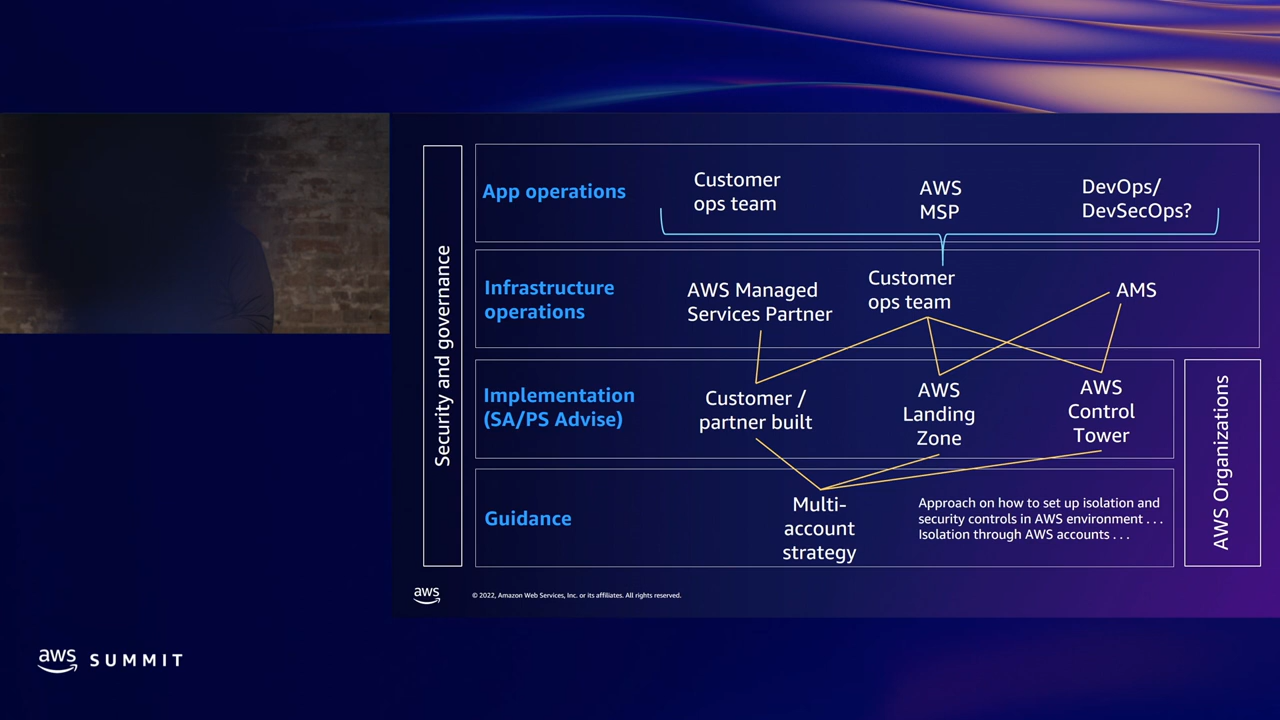 Security and governance
App operations
Customer
ops team
AWS
MSP
DevOps/
DevSecOps?
Infrastructure
operations
AWS Managed
Services Partner
Customer
ops team
AMS
Implementation
(SA/PS Advise)
Customer /
partner built
AWS
Landing
Zone
AWS
Control
Tower
Guidance
Multi-
account
strategy
Approach on how to set up isolation and
security controls in AWS environment . . .
Isolation through AWS accounts . . .
AWS Organizations
aws
© 2022, Amazon Web Services, Inc. or its affiliates. All rights reserved.
aws SUMMIT